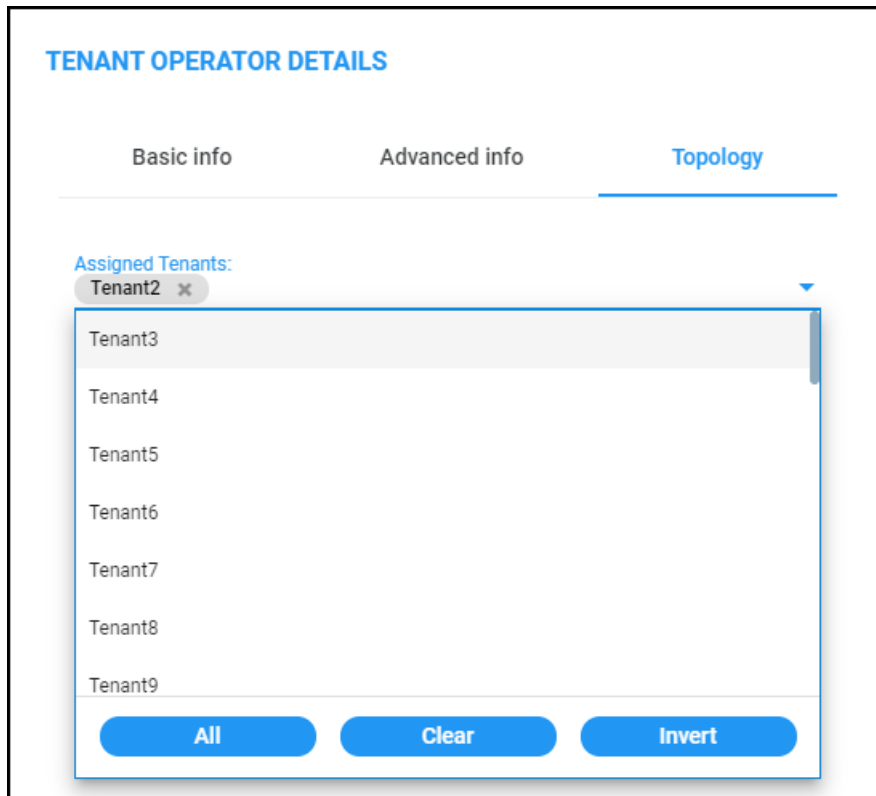 TENANT OPERATOR DETAILS
Basic info Advanced info Topology
Assigned Tenants:
Tenant2 ×
Tenant3
Tenant4
Tenant5
Tenant6
Tenant7
Tenant8
Tenant9
All Clear Invert